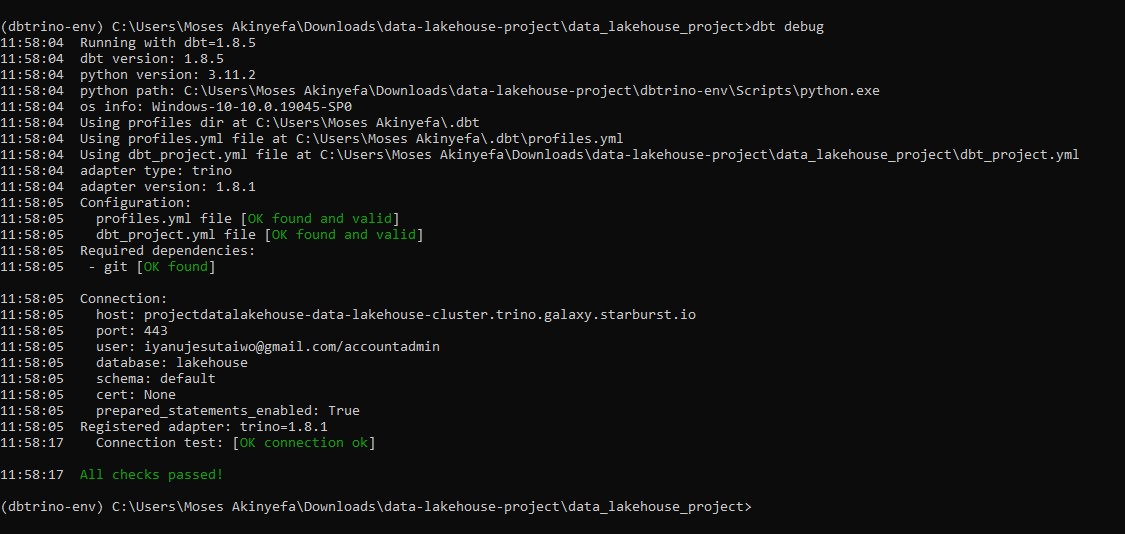 (dbtrino-env) C:\Users\Moses Akinyefa\Downloads\data-lakehouse-project\data_lakehouse_project>dbt debug
11:58:04  Running with dbt=1.8.5
11:58:04  dbt version: 1.8.5
11:58:04  python version: 3.11.2
11:58:04  python path: C:\Users\Moses Akinyefa\Downloads\data-lakehouse-project\dbtrino-env\Scripts\python.exe
11:58:04  os info: Windows-10-10.0.19045-SP0
11:58:04  Using profiles dir at C:\Users\Moses Akinyefa\.dbt
11:58:04  Using profiles.yml file at C:\Users\Moses Akinyefa\.dbt\profiles.yml
11:58:04  Using dbt_project.yml file at C:\Users\Moses Akinyefa\Downloads\data-lakehouse-project\data_lakehouse_project\dbt_project.yml
11:58:04  adapter type: trino
11:58:04  adapter version: 1.8.1
11:58:05  Configuration:
11:58:05    profiles.yml file [OK found and valid]
11:58:05    dbt_project.yml file [OK found and valid]
11:58:05  Required dependencies:
11:58:05   - git [OK found]
11:58:05  Connection:
11:58:05    host: projectdatalakehouse-data-lakehouse-cluster.trino.galaxy.starburst.io
11:58:05    port: 443
11:58:05    user: iyanujesutaiwo@gmail.com/accountadmin
11:58:05    database: lakehouse
11:58:05    schema: default
11:58:05    cert: None
11:58:05    prepared_statements_enabled: True
11:58:05  Registered adapter: trino=1.8.1
11:58:17    Connection test: [OK connection ok]
11:58:17  All checks passed!
(dbtrino-env) C:\Users\Moses Akinyefa\Downloads\data-lakehouse-project\data_lakehouse_project>